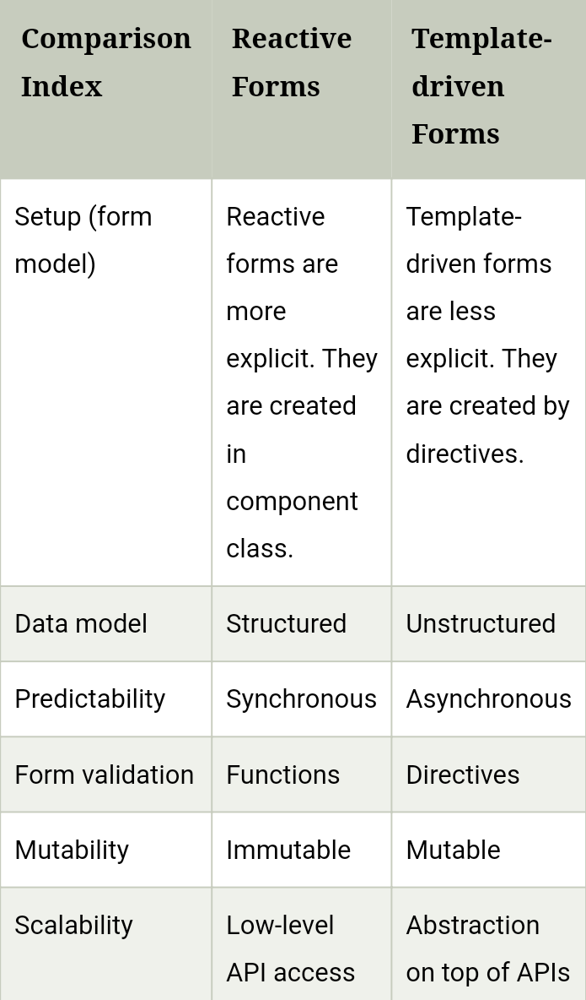 Comparison Index | Reactive Forms | Template-driven Forms
Setup (form model) | Reactive forms are more explicit. They are created in component class. | Template-driven forms are less explicit. They are created by directives.
Data model | Structured | Unstructured
Predictability | Synchronous | Asynchronous
Form validation | Functions | Directives
Mutability | Immutable | Mutable
Scalability | Low-level API access | Abstraction on top of APIs